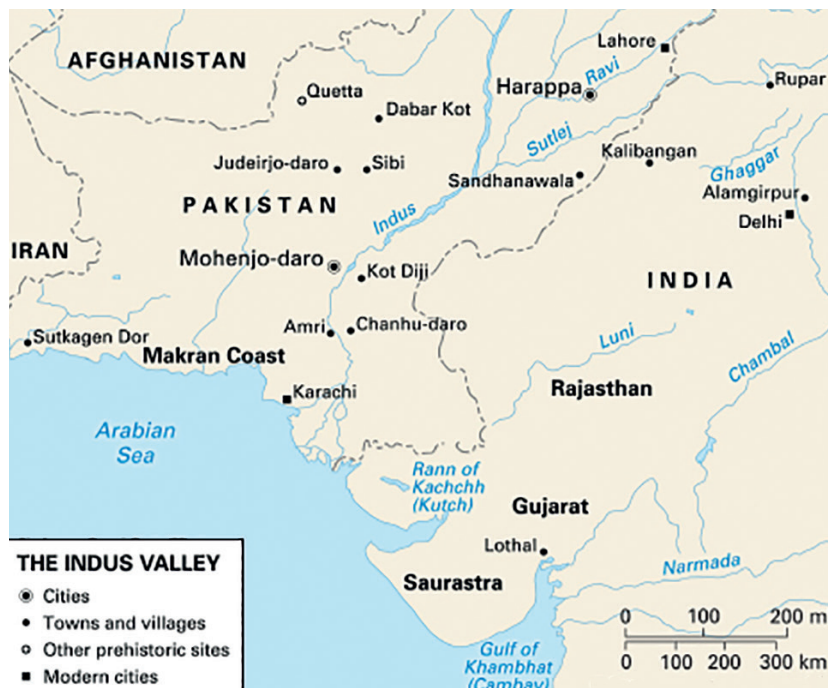 AFGHANISTAN
Lahore
Ravi
Harappa
Rupar
Quetta
Dabar Kot
Sutlej
Kalibangan
Ghaggar
Judeirjo-daro
Sibi
Sandhanawala
Alamgirpur
PAKISTAN
Indus
Delhi
IRAN
Mohenjo-daro
Kot Diji
INDIA
Amri
Chanhu-daro
Sutkagen Dor
Luni
Makran Coast
Chambal
Rajasthan
Karachi
Arabian
Sea
Rann of
Kachchh
(Kutch)
Gujarat
Lothal
Narmada
Saurastra
Gulf of
Khambhat
(Cambay)
THE INDUS VALLEY
Cities
Towns and villages
Other prehistoric sites
Modern cities
0 100 200 m
0 100 200 300 km